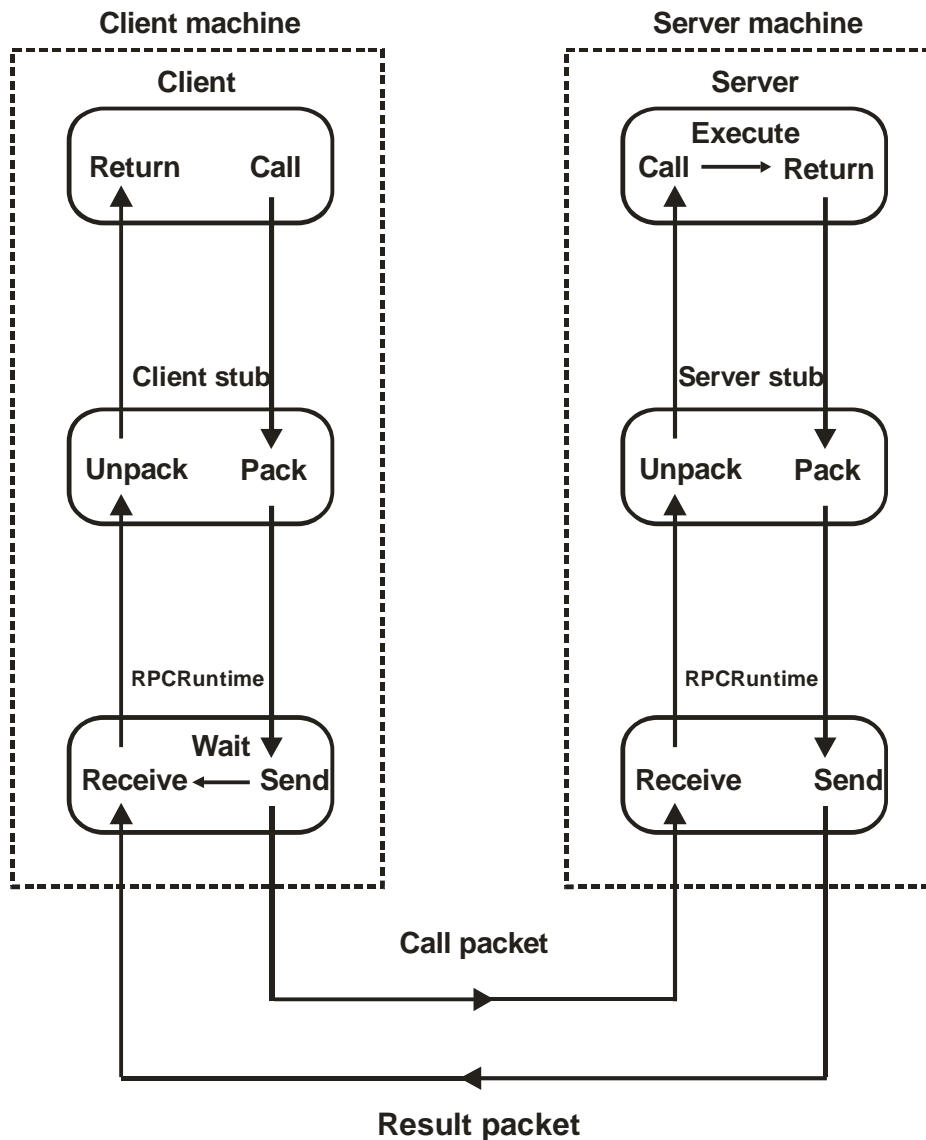 Client machine
Server machine
Client
Server
Return Call
Execute
Call Return
Client stub
Server stub
Unpack Pack
Unpack Pack
RPCRuntime
RPCRuntime
Wait
Receive Send
Receive Send
Call packet
Result packet